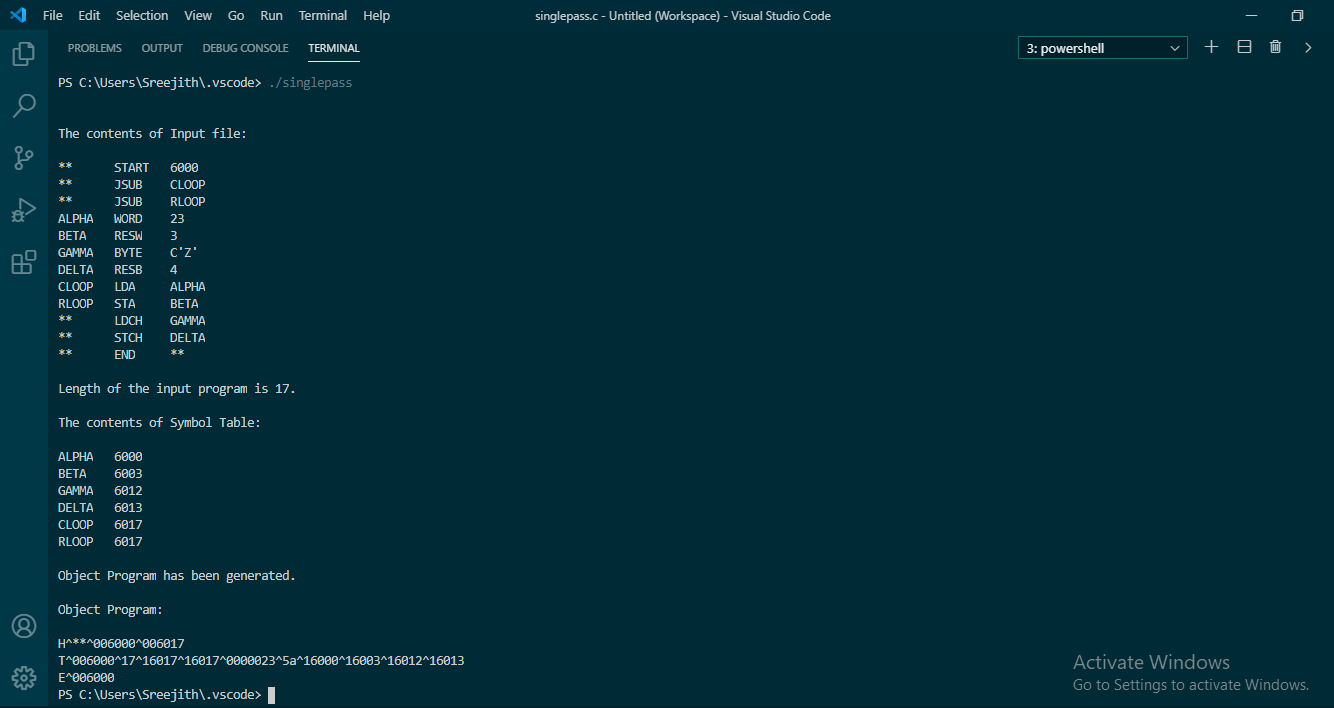 File Edit Selection View Go Run Terminal Help singlepass.c - Untitled (Workspace) - Visual Studio Code
PROBLEMS OUTPUT DEBUG CONSOLE TERMINAL 3: powershell
PS C:\Users\Sreejith\.vscode> ./singlepass
The contents of Input file:
** START 6000
** JSUB CLOOP
** JSUB RLOOP
ALPHA WORD 23
BETA RESW 3
GAMMA BYTE C'Z'
DELTA RESB 4
CLOOP LDA ALPHA
RLOOP STA BETA
** LDCH GAMMA
** STCH DELTA
** END **
Length of the input program is 17.
The contents of Symbol Table:
ALPHA 6000
BETA 6003
GAMMA 6012
DELTA 6013
CLOOP 6017
RLOOP 6017
Object Program has been generated.
Object Program:
H^**^006000^006017
T^006000^17^16017^16017^0000023^5a^16000^16003^16012^16013
E^006000
PS C:\Users\Sreejith\.vscode>
Activate Windows
Go to Settings to activate Windows.